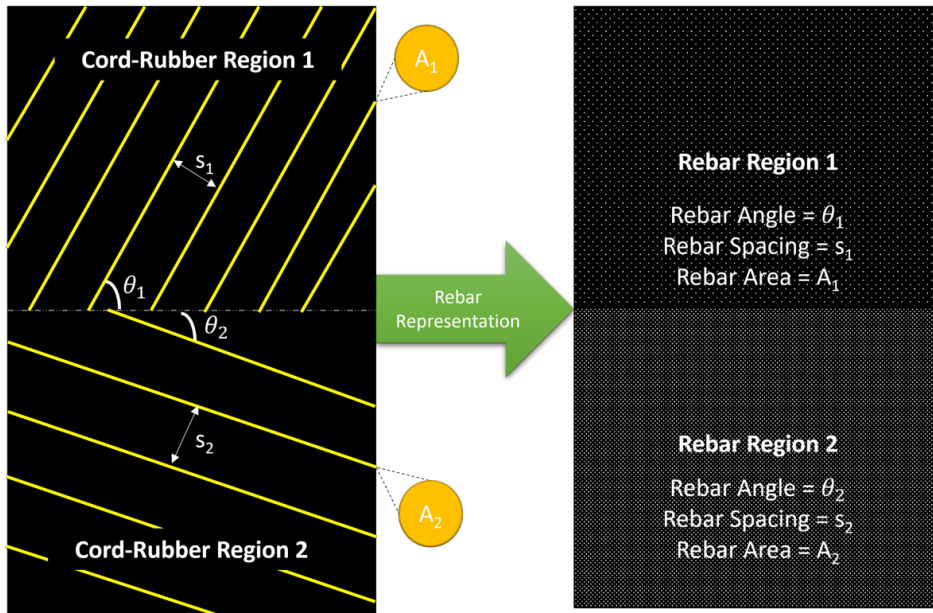 Cord-Rubber Region 1
A₁
s₁
θ₁
θ₂
s₂
A₂
Cord-Rubber Region 2
Rebar
Representation
Rebar Region 1
Rebar Angle = θ₁
Rebar Spacing = s₁
Rebar Area = A₁
Rebar Region 2
Rebar Angle = θ₂
Rebar Spacing = s₂
Rebar Area = A₂